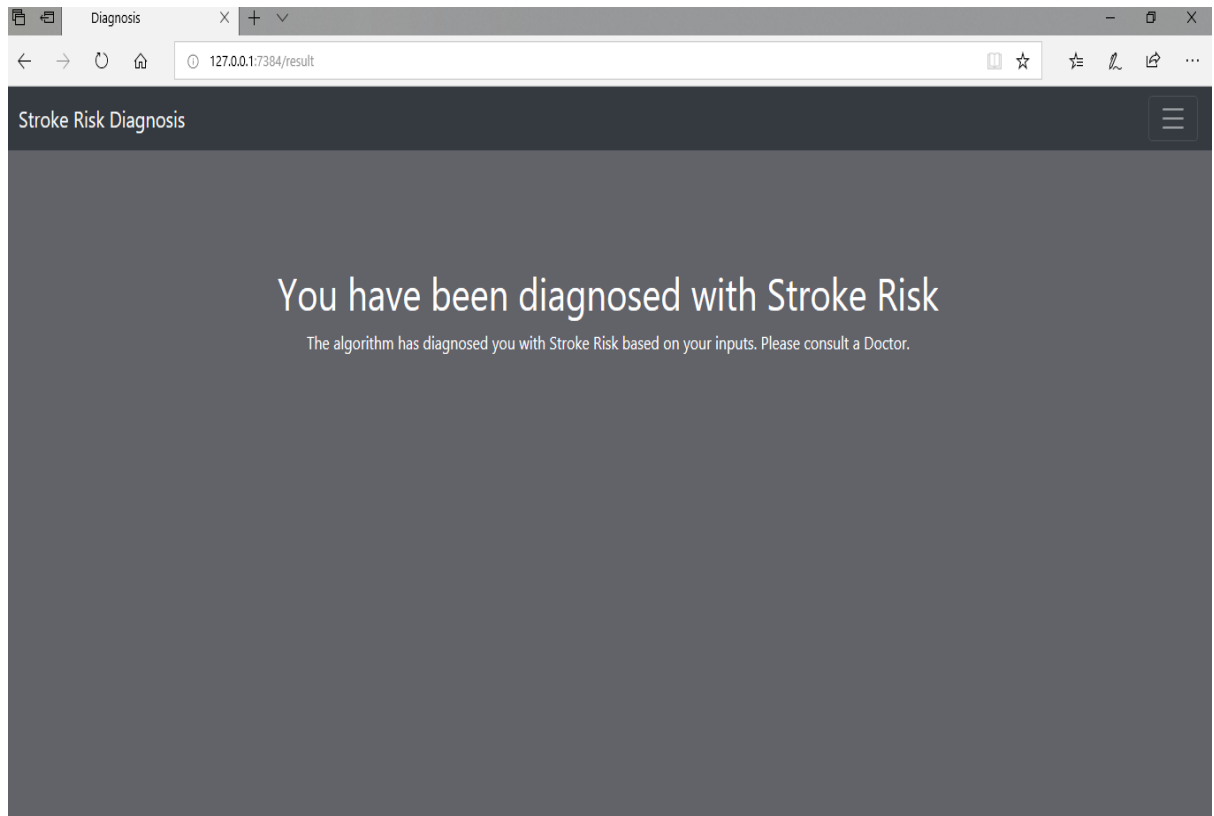 Diagnosis
127.0.0.1:7384/result
Stroke Risk Diagnosis
You have been diagnosed with Stroke Risk
The algorithm has diagnosed you with Stroke Risk based on your inputs. Please consult a Doctor.